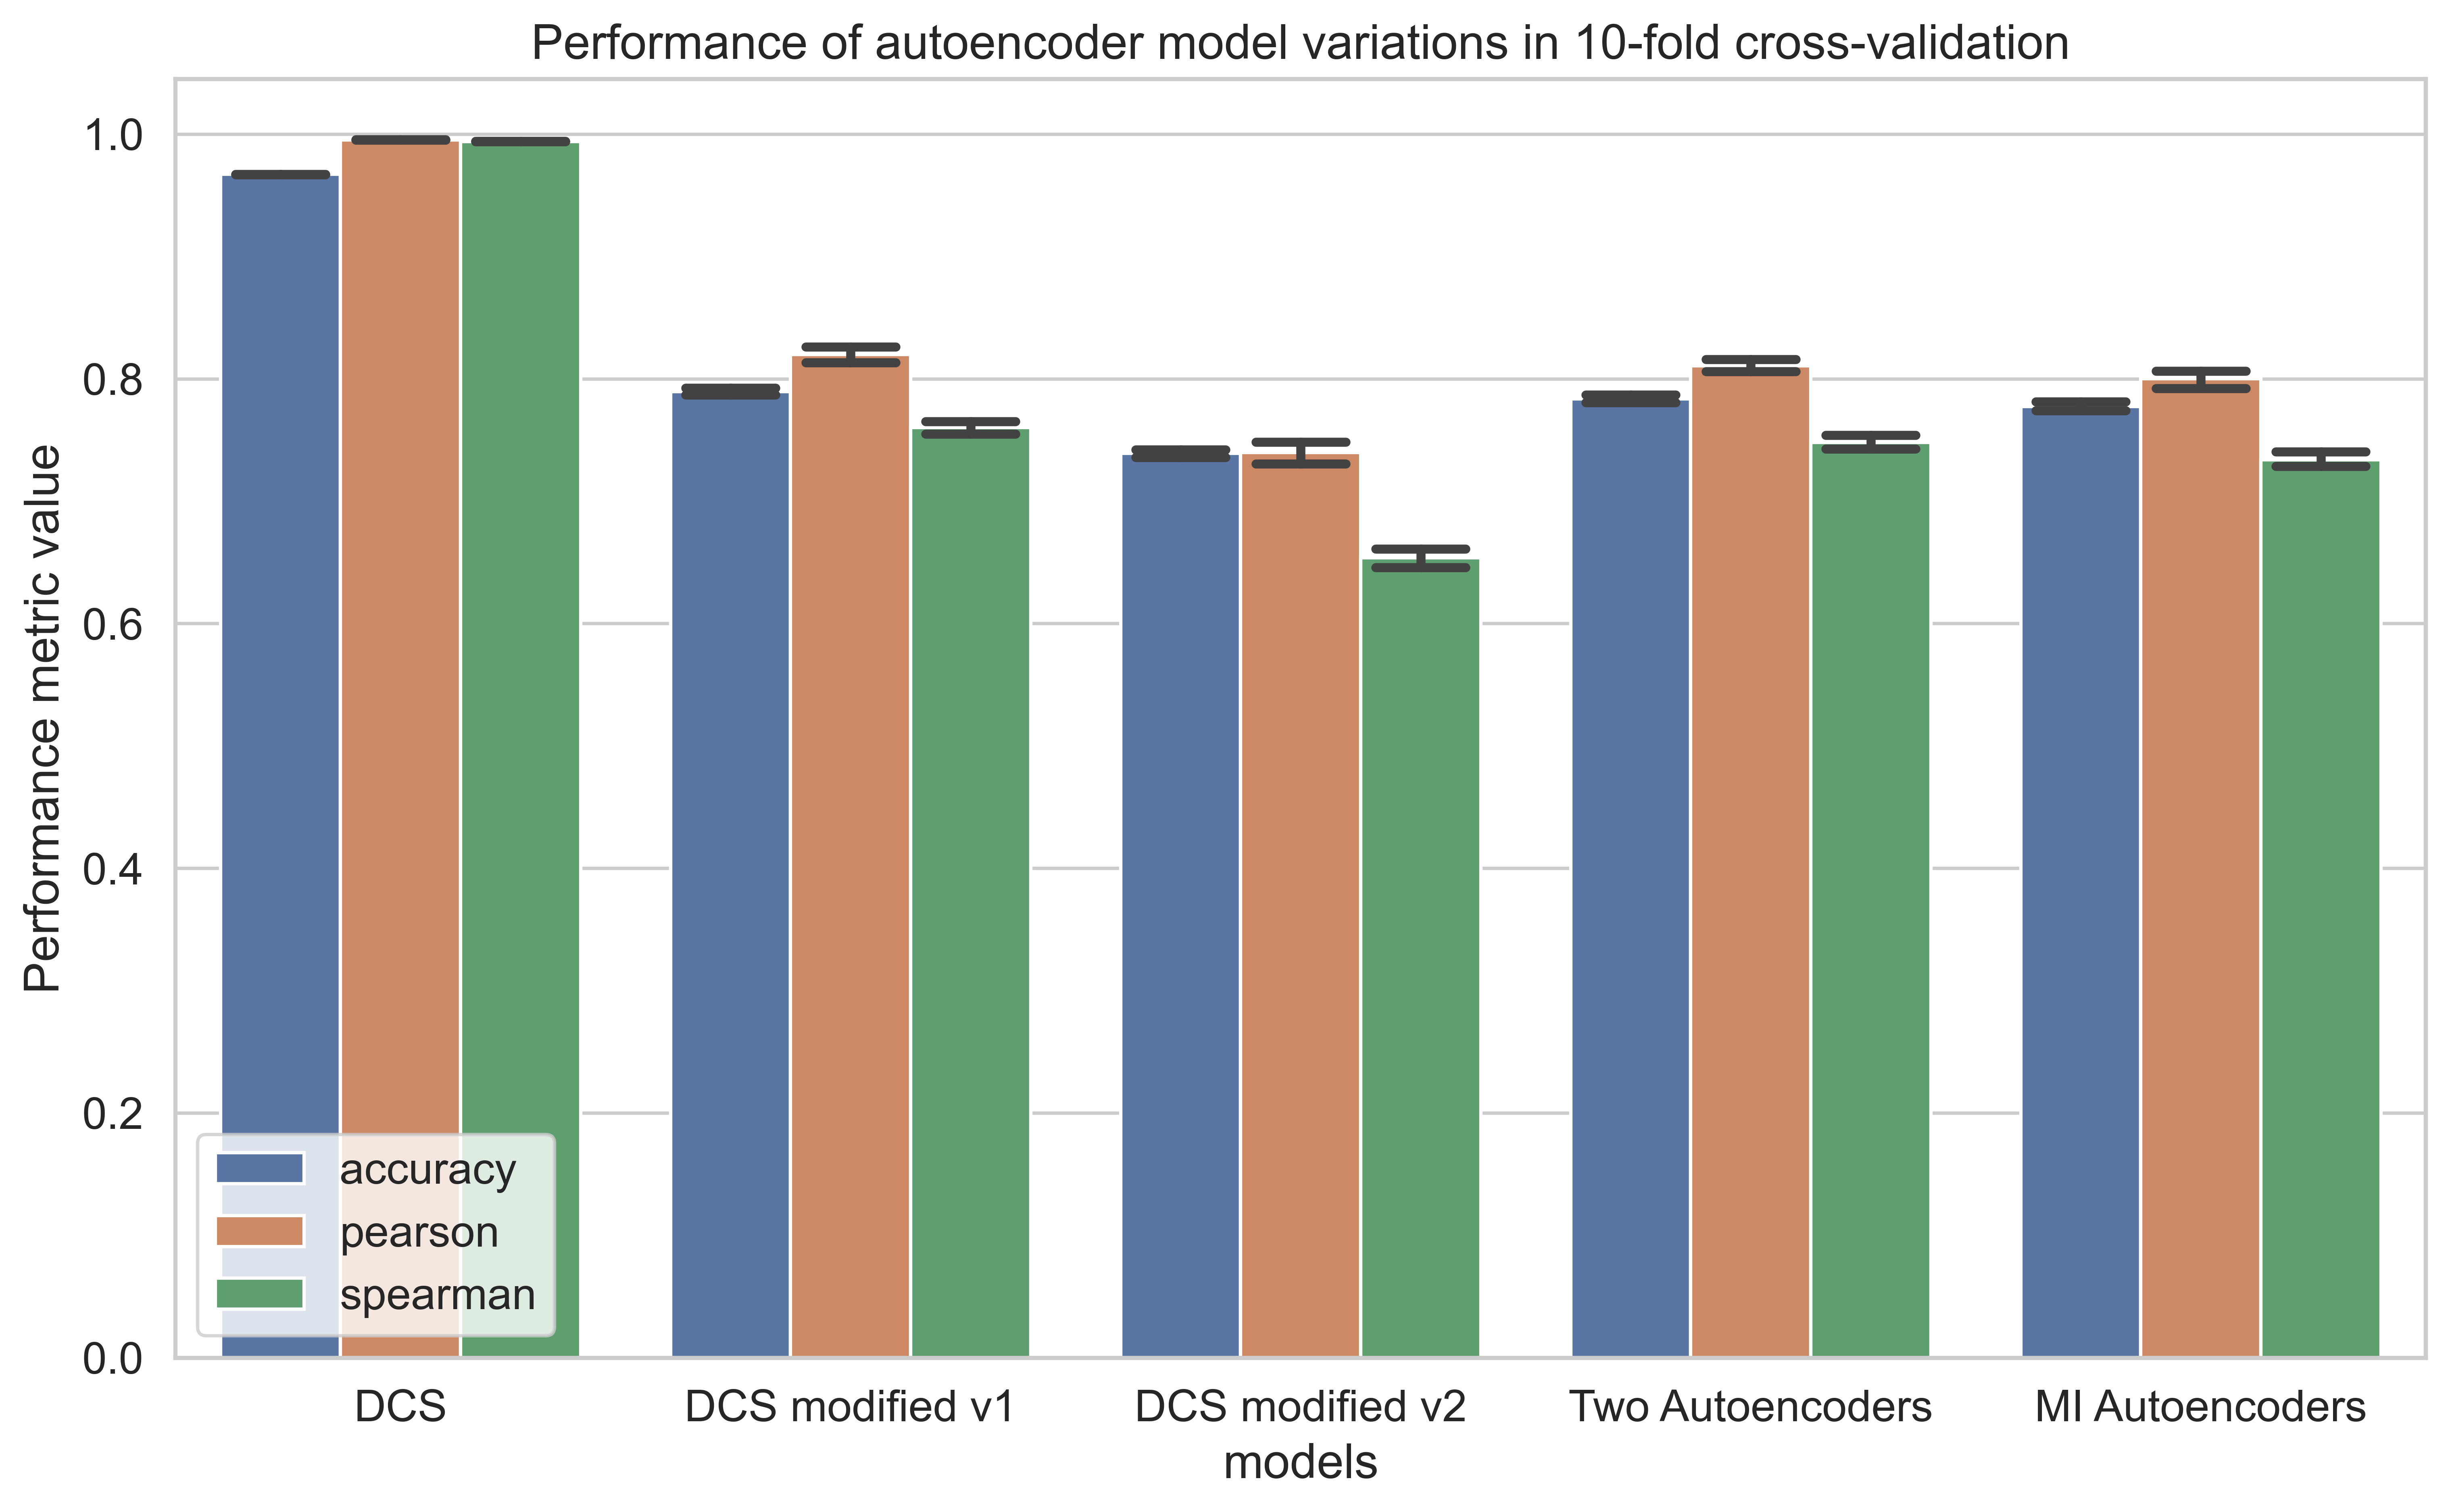 Performance of autoencoder model variations in 10-fold cross-validation
Performance metric value
1.0
0.8
0.6
0.4
0.2
0.0
accuracy
pearson
spearman
DCS
DCS modified v1
DCS modified v2
Two Autoencoders
MI Autoencoders
models